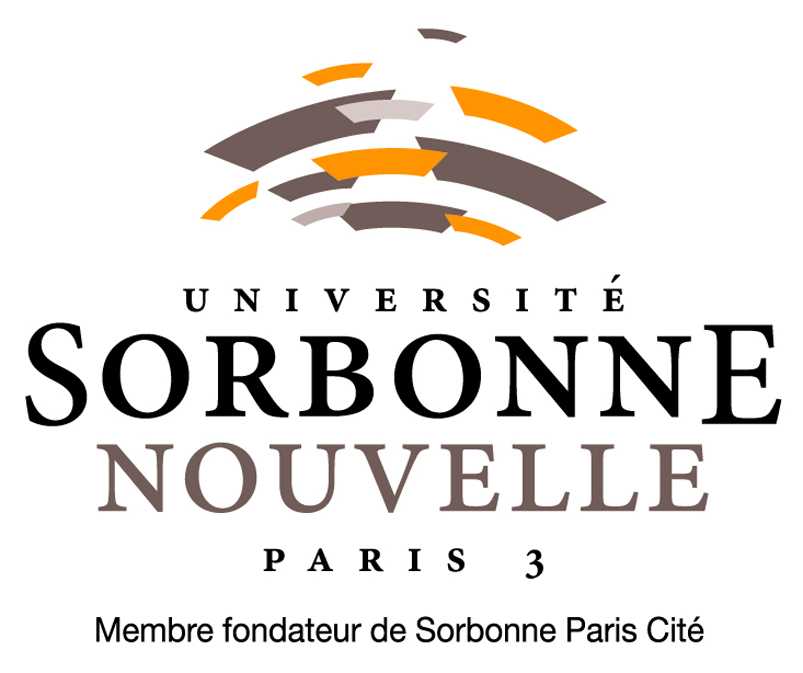 UNIVERSITÉ
SORBONNE
NOUVELLE
PARIS 3
Membre fondateur de Sorbonne Paris Cité